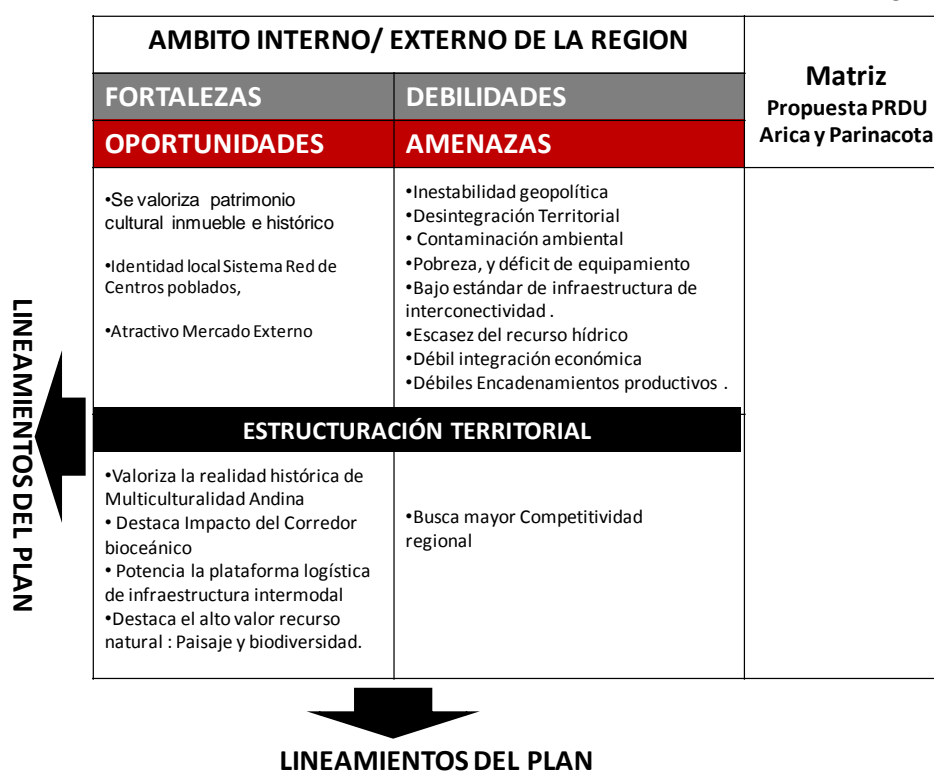 AMBITO INTERNO/ EXTERNO DE LA REGION
Matriz
Propuesta PRDU
Arica y Parinacota
FORTALEZAS
DEBILIDADES
OPORTUNIDADES
AMENAZAS
•Se valoriza patrimonio
cultural inmueble e histórico
•Identidad local Sistema Red de
Centros poblados,
•Atractivo Mercado Externo
•Inestabilidad geopolítica
•Desintegración Territorial
• Contaminación ambiental
•Pobreza, y déficit de equipamiento
•Bajo estándar de infraestructura de
interconectividad .
•Escasez del recurso hídrico
•Débil integración económica
•Débiles Encadenamientos productivos .
ESTRUCTURACIÓN TERRITORIAL
•Valoriza la realidad histórica de
Multiculturalidad Andina
• Destaca Impacto del Corredor
bioceánico
• Potencia la plataforma logística
de infraestructura intermodal
•Destaca el alto valor recurso
natural : Paisaje y biodiversidad.
•Busca mayor Competitividad
regional
LINEAMIENTOS DEL PLAN
LINEAMIENTOS DEL PLAN